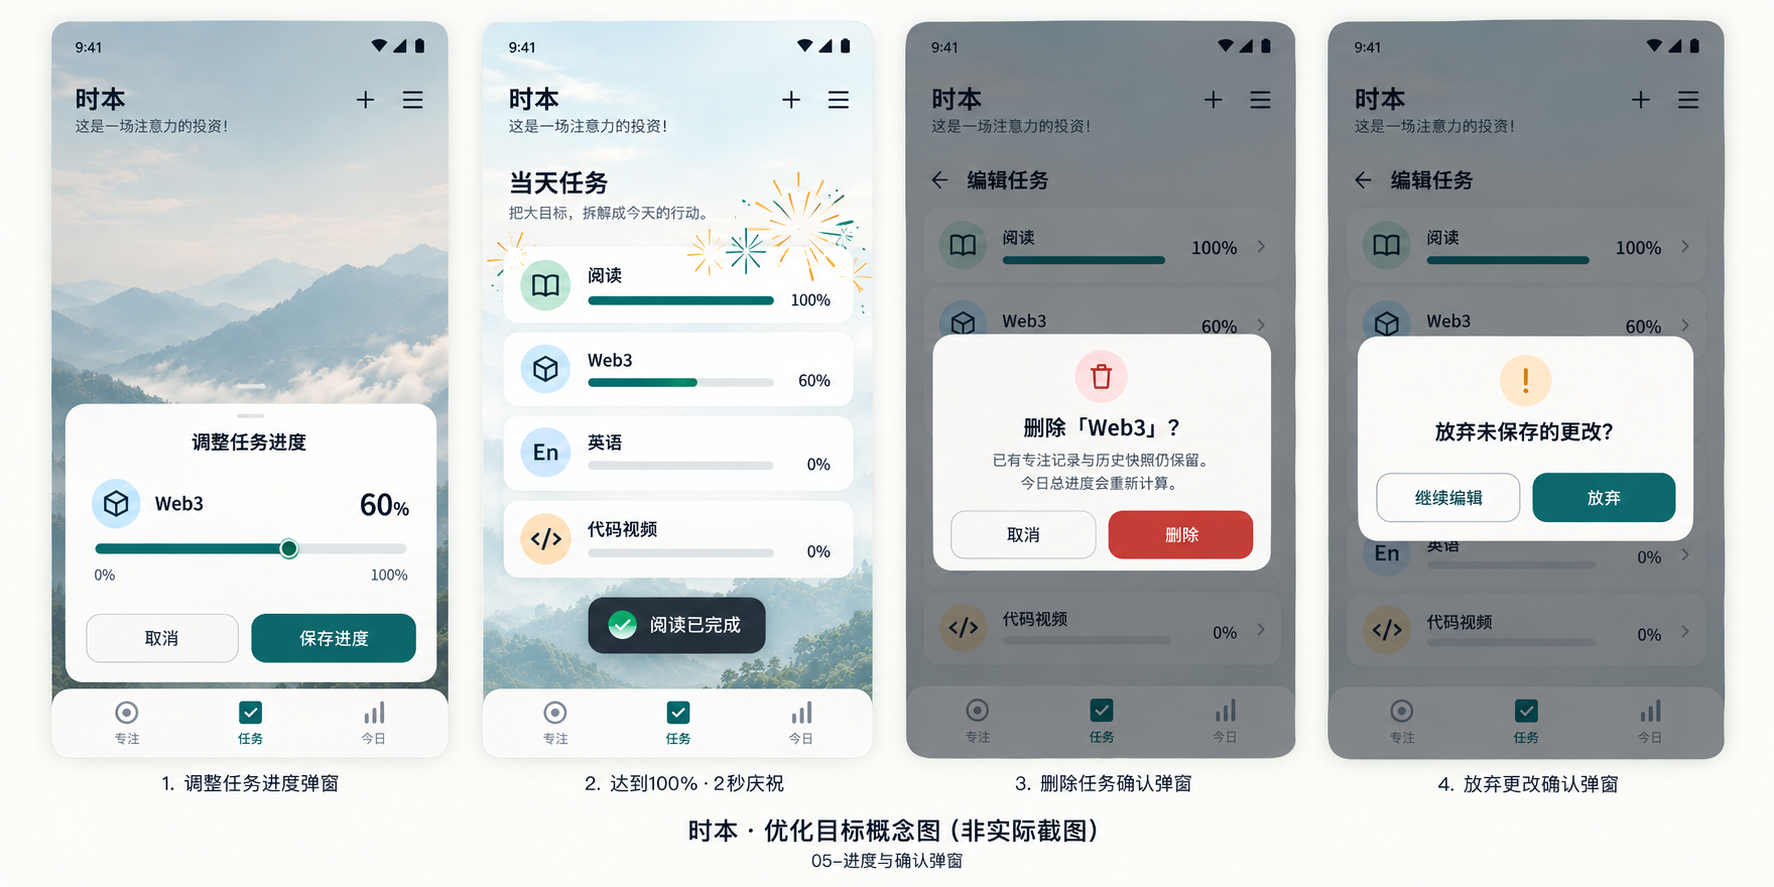 9:41
时本
这是一场注意力的投资！
调整任务进度
Web3
60%
0%
100%
取消
保存进度
专注
任务
今日
1. 调整任务进度弹窗
9:41
时本
这是一场注意力的投资！
当天任务
把大目标，拆解成今天的行动。
阅读
100%
Web3
60%
En
英语
0%
</>
代码视频
0%
阅读已完成
专注
任务
今日
2. 达到100% · 2秒庆祝
9:41
时本
这是一场注意力的投资！
编辑任务
阅读
100%
Web3
60%
删除「Web3」？
已有专注记录与历史快照仍保留。
今日总进度会重新计算。
取消
删除
</>
代码视频
0%
专注
任务
今日
3. 删除任务确认弹窗
9:41
时本
这是一场注意力的投资！
编辑任务
阅读
100%
Web3
60%
!
放弃未保存的更改？
继续编辑
放弃
En
英语
0%
</>
代码视频
0%
专注
任务
今日
4. 放弃更改确认弹窗
时本 · 优化目标概念图（非实际截图）
05-进度与确认弹窗